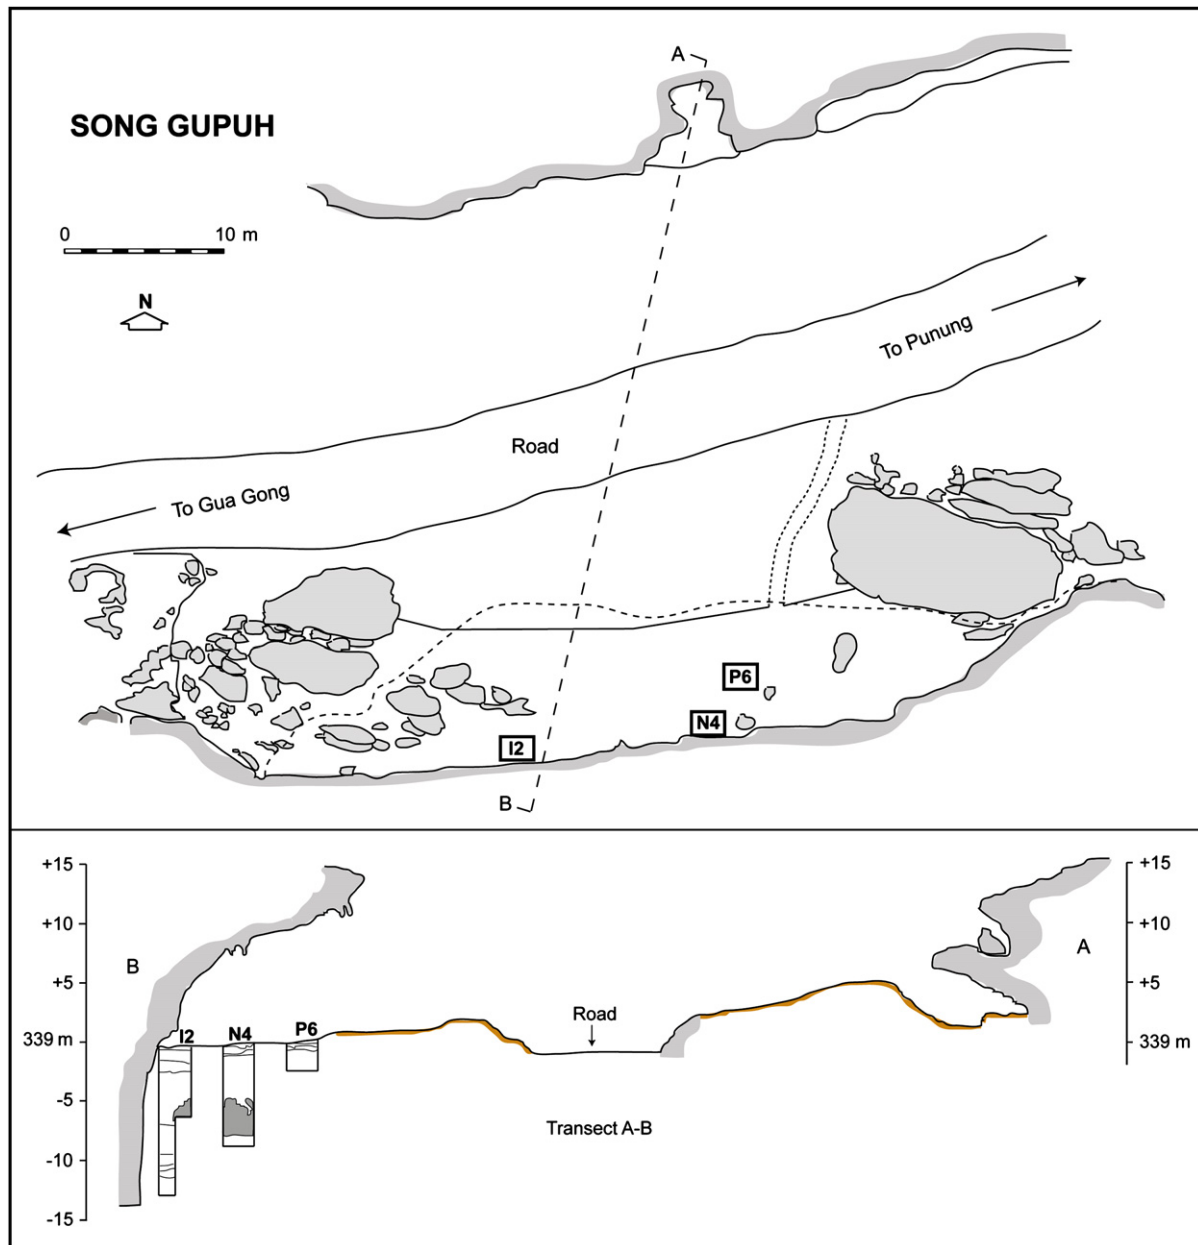 A
SONG GUPUH
0 10 m
N
To Punung
Road
To Gua Gong
P6
N4
I2
B
+15 +15
+10 +10
B A
+5 +5
Road
I2 N4 P6
339 m 339 m
-5
Transect A-B
-10
-15